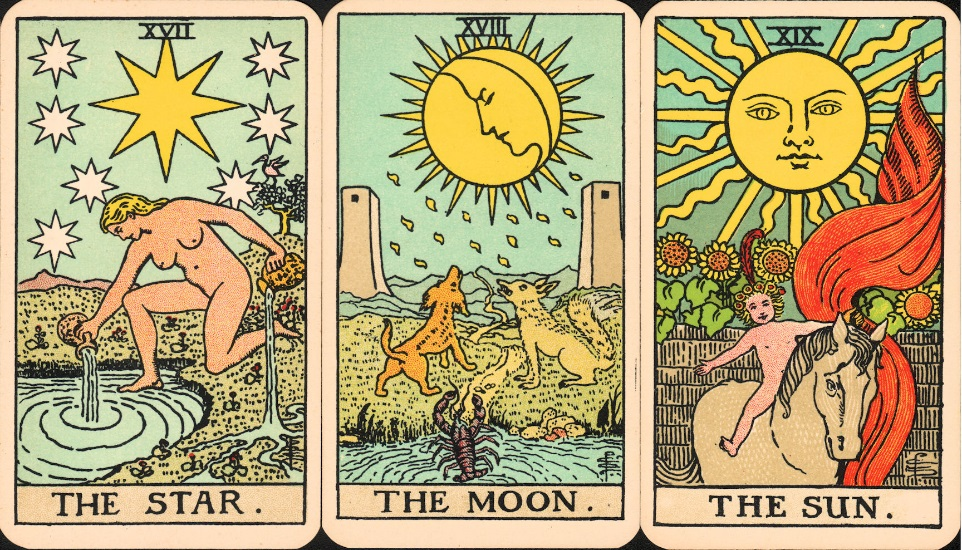 XVII
THE STAR.
XVIII
THE MOON.
XIX
THE SUN.